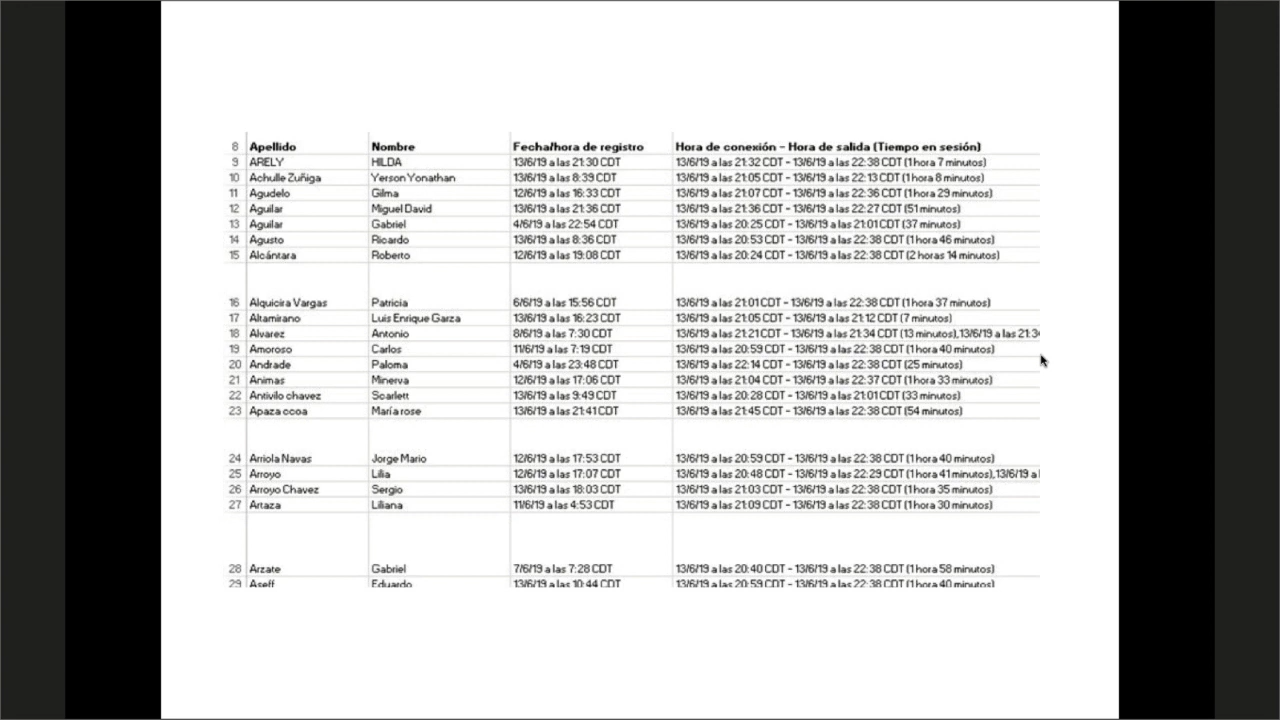 8 Apellido Nombre Fecha/hora de registro Hora de conexión - Hora de salida (Tiempo en sesión)
9 ARELY HILDA 13/6/19 a las 21:30 CDT 13/6/19 a las 21:32 CDT - 13/6/19 a las 22:38 CDT (1 hora 7 minutos)
10 Achulle Zuñiga Yerson Yonathan 13/6/19 a las 8:39 CDT 13/6/19 a las 21:05 CDT - 13/6/19 a las 22:13 CDT (1 hora 8 minutos)
11 Agudelo Gilma 12/6/19 a las 16:33 CDT 13/6/19 a las 21:07 CDT - 13/6/19 a las 22:36 CDT (1 hora 29 minutos)
12 Aguilar Miguel David 13/6/19 a las 21:36 CDT 13/6/19 a las 21:36 CDT - 13/6/19 a las 22:27 CDT (51 minutos)
13 Aguilar Gabriel 4/6/19 a las 22:54 CDT 13/6/19 a las 20:25 CDT - 13/6/19 a las 21:01 CDT (37 minutos)
14 Agusto Ricardo 13/6/19 a las 8:36 CDT 13/6/19 a las 20:53 CDT - 13/6/19 a las 22:38 CDT (1 hora 46 minutos)
15 Alcántara Roberto 12/6/19 a las 19:08 CDT 13/6/19 a las 20:24 CDT - 13/6/19 a las 22:38 CDT (2 horas 14 minutos)
16 Alquicira Vargas Patricia 6/6/19 a las 15:56 CDT 13/6/19 a las 21:01 CDT - 13/6/19 a las 22:38 CDT (1 hora 37 minutos)
17 Altamirano Luis Enrique Garza 13/6/19 a las 16:23 CDT 13/6/19 a las 21:05 CDT - 13/6/19 a las 21:12 CDT (7 minutos)
18 Alvarez Antonio 8/6/19 a las 7:30 CDT 13/6/19 a las 21:21 CDT - 13/6/19 a las 21:34 CDT (13 minutos),13/6/19 a las 21:3
19 Amoroso Carlos 11/6/19 a las 7:19 CDT 13/6/19 a las 20:59 CDT - 13/6/19 a las 22:38 CDT (1 hora 40 minutos)
20 Andrade Paloma 4/6/19 a las 23:48 CDT 13/6/19 a las 22:14 CDT - 13/6/19 a las 22:38 CDT (25 minutos)
21 Animas Minerva 12/6/19 a las 17:06 CDT 13/6/19 a las 21:04 CDT - 13/6/19 a las 22:37 CDT (1 hora 33 minutos)
22 Antivilo chavez Scarlett 13/6/19 a las 9:49 CDT 13/6/19 a las 20:28 CDT - 13/6/19 a las 21:01 CDT (33 minutos)
23 Apaza ccoa María rose 13/6/19 a las 21:41 CDT 13/6/19 a las 21:45 CDT - 13/6/19 a las 22:38 CDT (54 minutos)
24 Arriola Navas Jorge Mario 12/6/19 a las 17:53 CDT 13/6/19 a las 20:59 CDT - 13/6/19 a las 22:38 CDT (1 hora 40 minutos)
25 Arroyo Lilia 12/6/19 a las 17:07 CDT 13/6/19 a las 20:48 CDT - 13/6/19 a las 22:29 CDT (1 hora 41 minutos),13/6/19 a l
26 Arroyo Chavez Sergio 13/6/19 a las 18:03 CDT 13/6/19 a las 21:03 CDT - 13/6/19 a las 22:38 CDT (1 hora 35 minutos)
27 Artaza Liliana 11/6/19 a las 4:53 CDT 13/6/19 a las 21:09 CDT - 13/6/19 a las 22:38 CDT (1 hora 30 minutos)
28 Arzate Gabriel 7/6/19 a las 7:28 CDT 13/6/19 a las 20:40 CDT - 13/6/19 a las 22:38 CDT (1 hora 58 minutos)
29 Aseff Eduardo 13/6/19 a las 10:44 CDT 13/6/19 a las 20:59 CDT - 13/6/19 a las 22:38 CDT (1 hora 40 minutos)